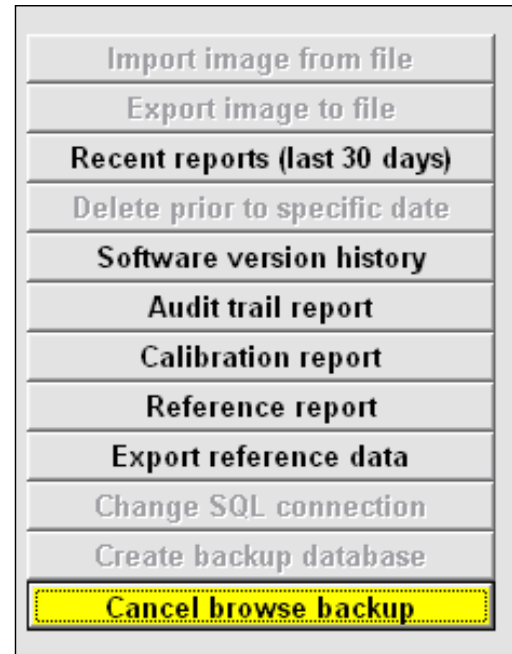 Import image from file
Export image to file
Recent reports (last 30 days)
Delete prior to specific date
Software version history
Audit trail report
Calibration report
Reference report
Export reference data
Change SQL connection
Create backup database
Cancel browse backup